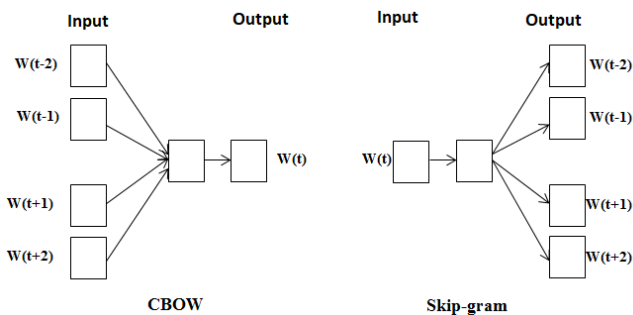 Input
Output
W(t-2)
W(t-1)
W(t)
W(t+1)
W(t+2)
CBOW
Input
Output
W(t)
W(t-2)
W(t-1)
W(t+1)
W(t+2)
Skip-gram